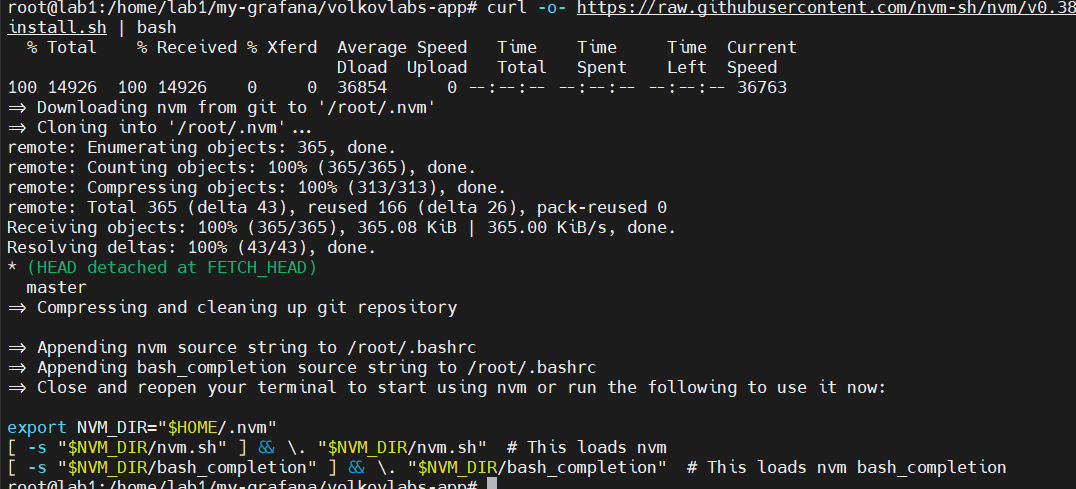 root@lab1:/home/lab1/my-grafana/volkovlabs-app# curl -o- https://raw.githubusercontent.com/nvm-sh/nvm/v0.38
install.sh | bash
  % Total    % Received % Xferd  Average Speed   Time    Time     Time  Current
                                 Dload  Upload   Total   Spent    Left  Speed
100 14926  100 14926    0     0  36854      0 --:--:-- --:--:-- --:--:-- 36763
=> Downloading nvm from git to '/root/.nvm'
=> Cloning into '/root/.nvm'...
remote: Enumerating objects: 365, done.
remote: Counting objects: 100% (365/365), done.
remote: Compressing objects: 100% (313/313), done.
remote: Total 365 (delta 43), reused 166 (delta 26), pack-reused 0
Receiving objects: 100% (365/365), 365.08 KiB | 365.00 KiB/s, done.
Resolving deltas: 100% (43/43), done.
* (HEAD detached at FETCH_HEAD)
  master
=> Compressing and cleaning up git repository

=> Appending nvm source string to /root/.bashrc
=> Appending bash_completion source string to /root/.bashrc
=> Close and reopen your terminal to start using nvm or run the following to use it now:

export NVM_DIR="$HOME/.nvm"
[ -s "$NVM_DIR/nvm.sh" ] && \. "$NVM_DIR/nvm.sh"  # This loads nvm
[ -s "$NVM_DIR/bash_completion" ] && \. "$NVM_DIR/bash_completion"  # This loads nvm bash_completion
root@lab1:/home/lab1/my-grafana/volkovlabs-app#